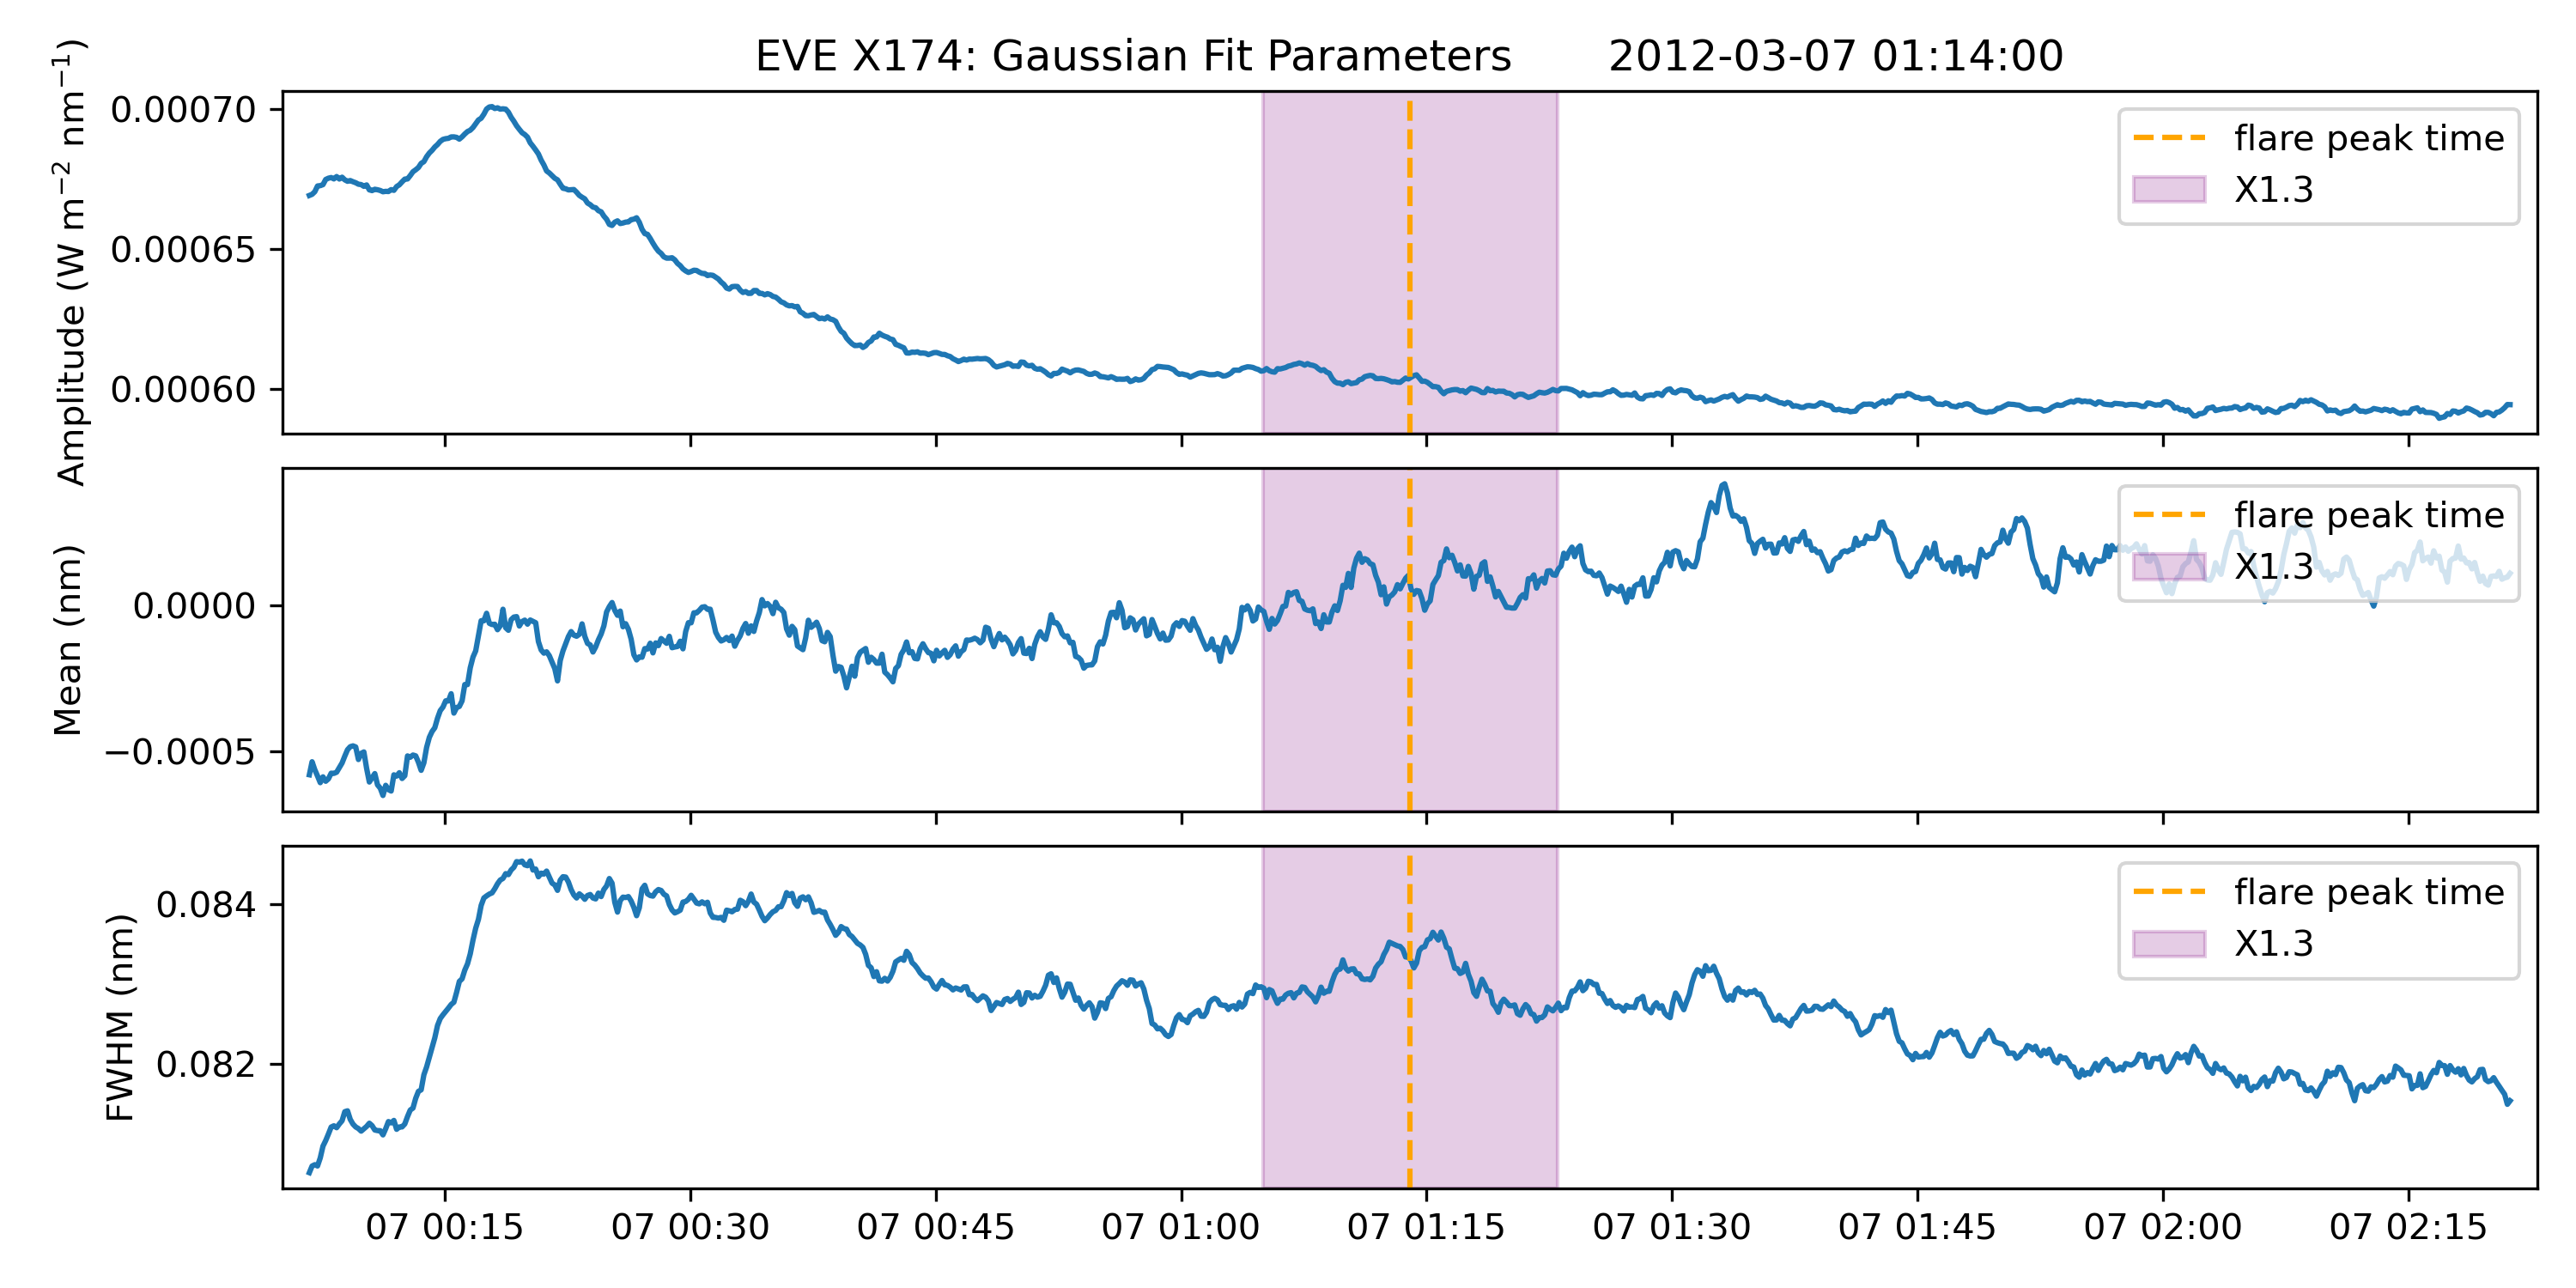 EVE X174: Gaussian Fit Parameters 2012-03-07 01:14:00
Amplitude (W m⁻² nm⁻¹)
0.00070
0.00065
0.00060
flare peak time
X1.3
Mean (nm)
0.0000
−0.0005
flare peak time
X1.3
FWHM (nm)
0.084
0.082
flare peak time
X1.3
07 00:15 07 00:30 07 00:45 07 01:00 07 01:15 07 01:30 07 01:45 07 02:00 07 02:15